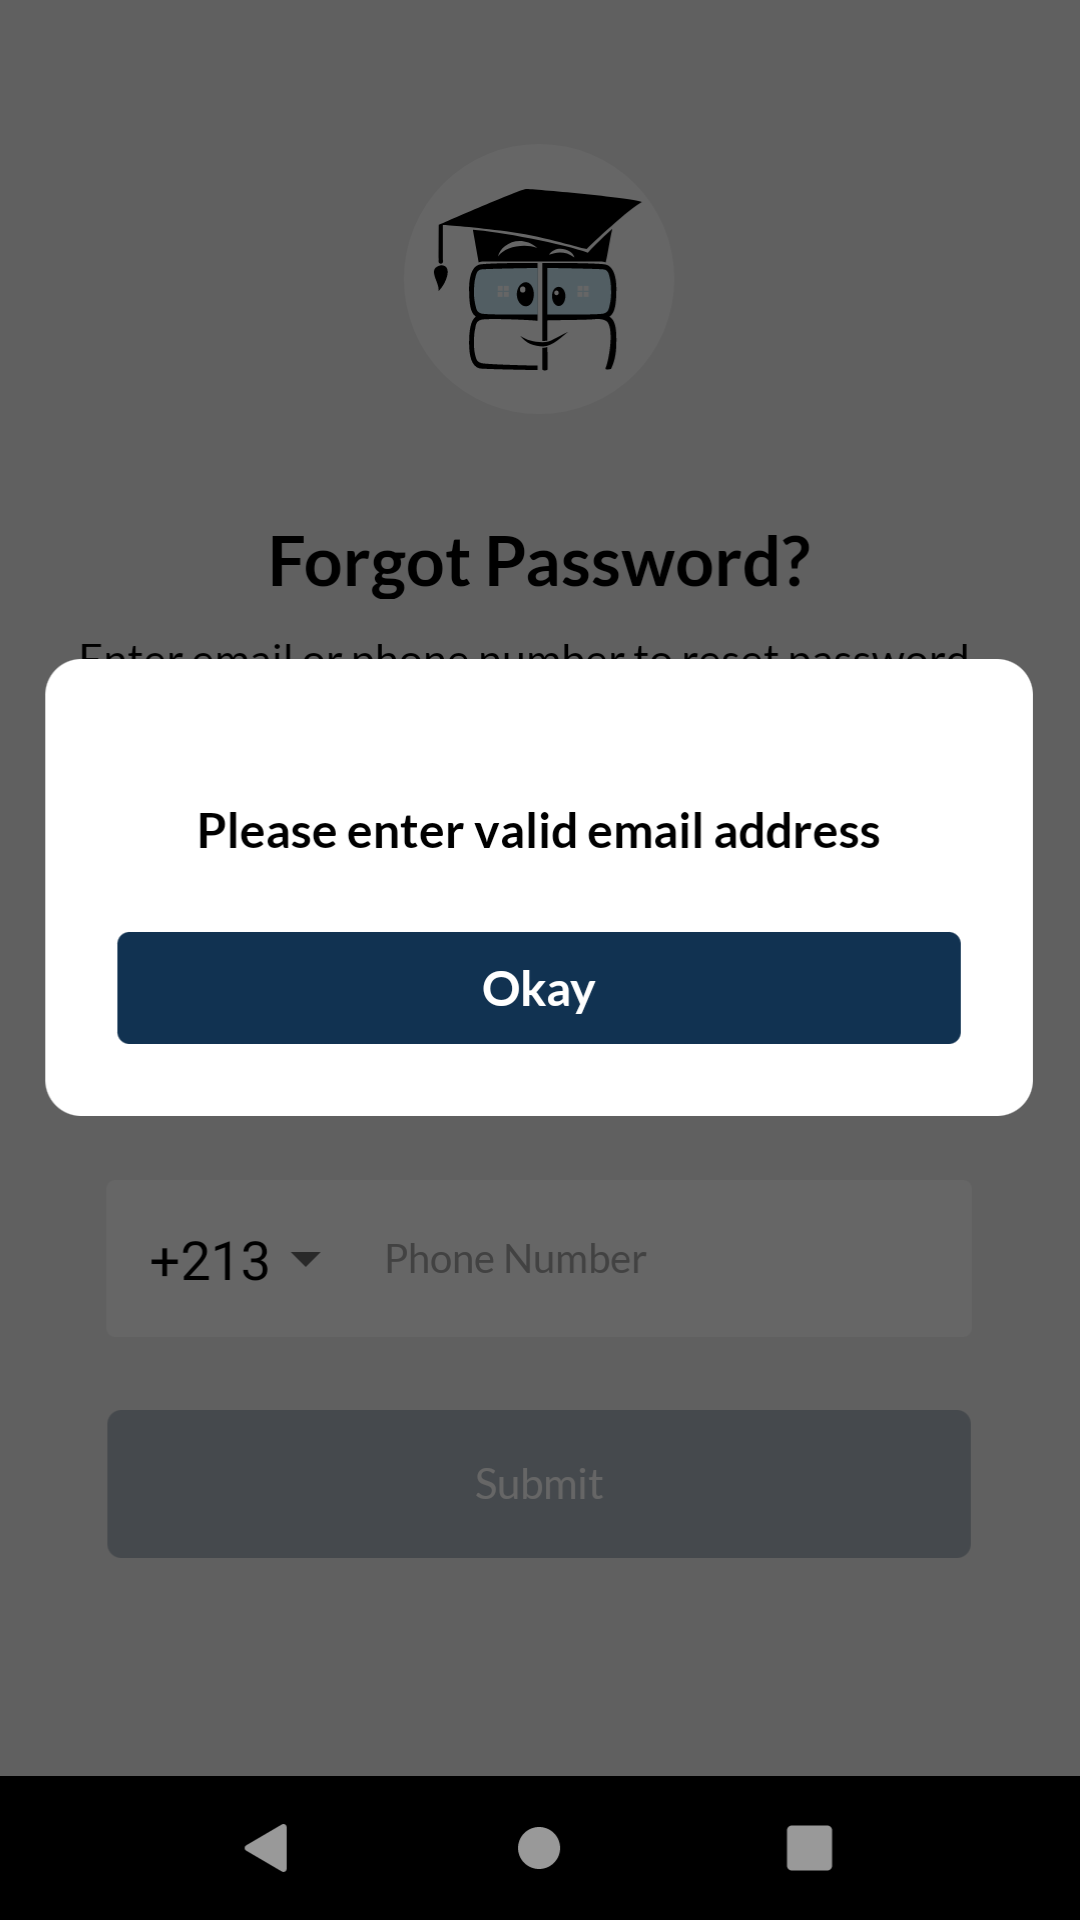 Forgot Password?
Enter email or phone number to reset password
Please enter valid email address
Okay
+213
Phone Number
Submit